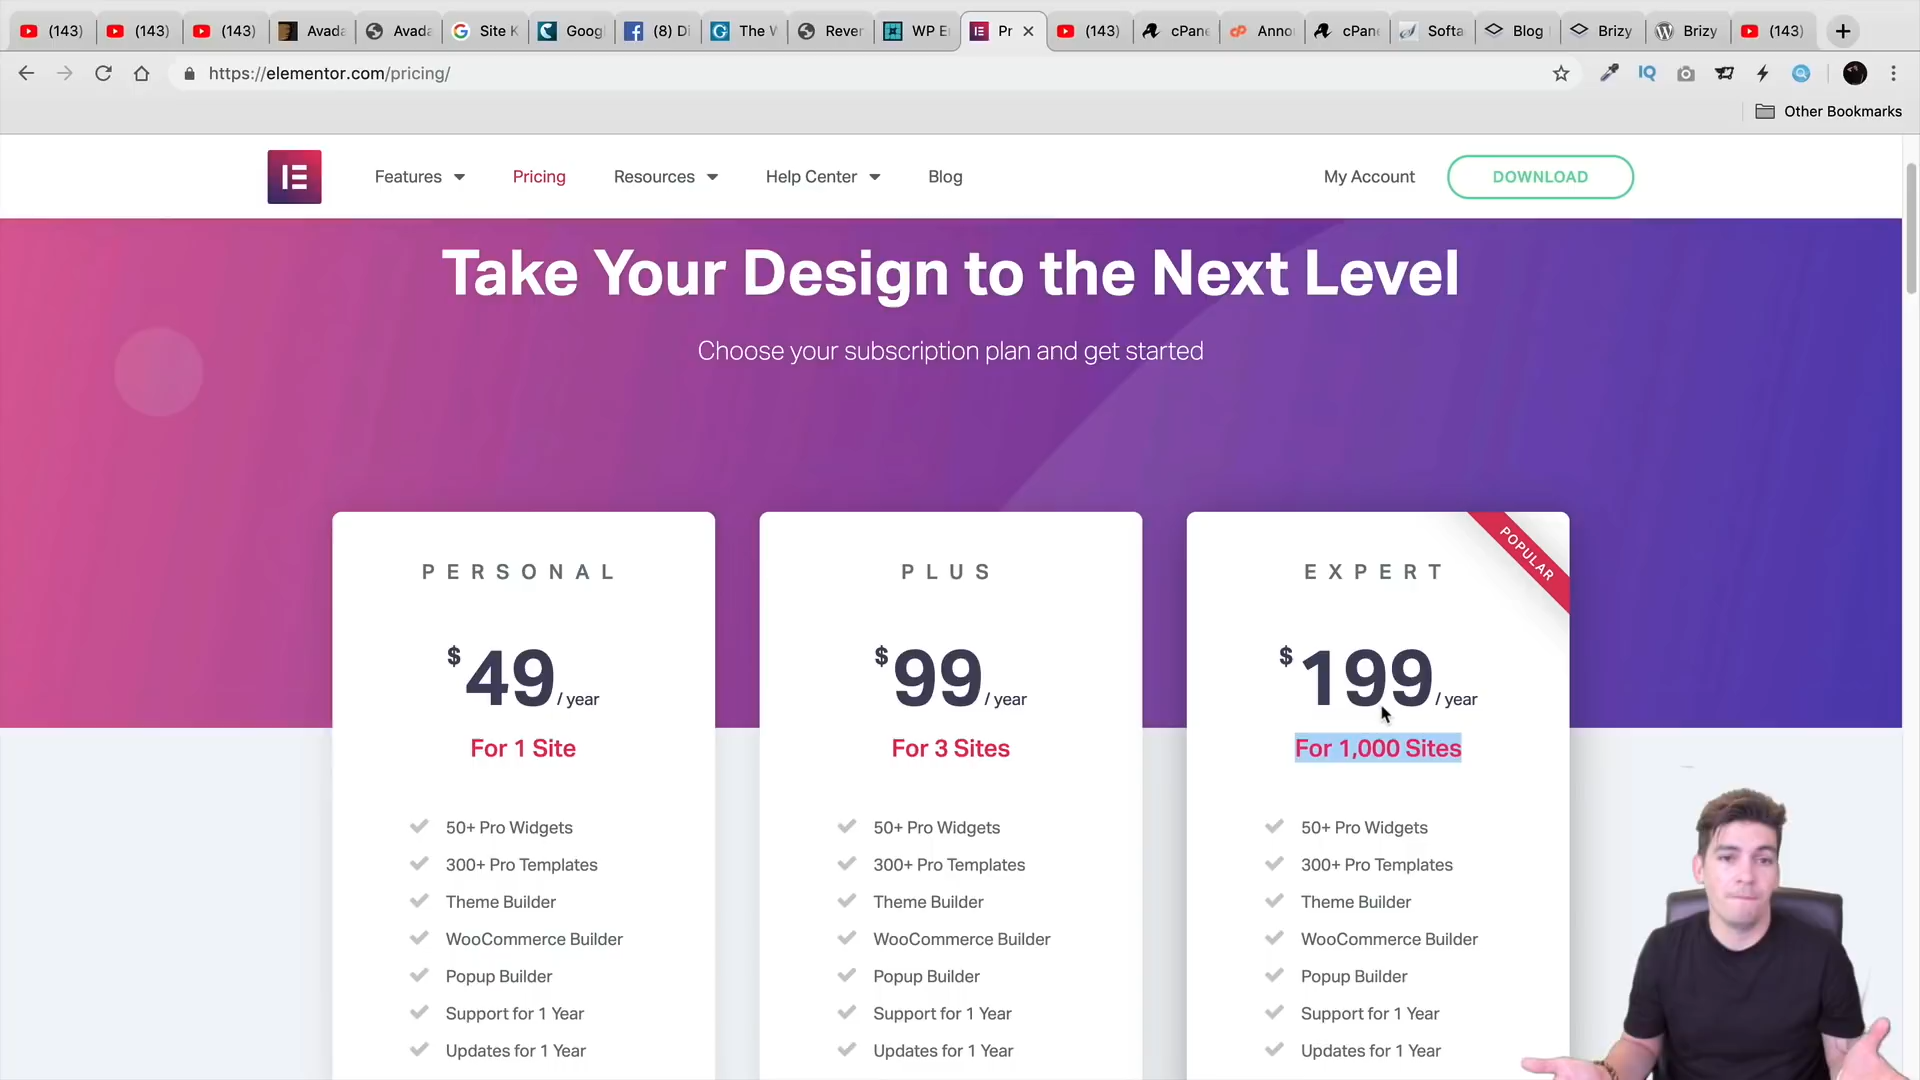 (143)
(143)
(143)
Avada
Avada
Site K
Goog
(8) Di
The W
Rever
WP E
Pr
(143)
cPane
Anno
cPane
Softa
Blog
Brizy
Brizy
(143)
https://elementor.com/pricing/
IQ
Other Bookmarks
Features
Pricing
Resources
Help Center
Blog
My Account
DOWNLOAD
Take Your Design to the Next Level
Choose your subscription plan and get started
PERSONAL
$49/ year
For 1 Site
50+ Pro Widgets
300+ Pro Templates
Theme Builder
WooCommerce Builder
Popup Builder
Support for 1 Year
Updates for 1 Year
PLUS
$99/ year
For 3 Sites
50+ Pro Widgets
300+ Pro Templates
Theme Builder
WooCommerce Builder
Popup Builder
Support for 1 Year
Updates for 1 Year
POPULAR
EXPERT
$199/ year
For 1,000 Sites
50+ Pro Widgets
300+ Pro Templates
Theme Builder
WooCommerce Builder
Popup Builder
Support for 1 Year
Updates for 1 Year